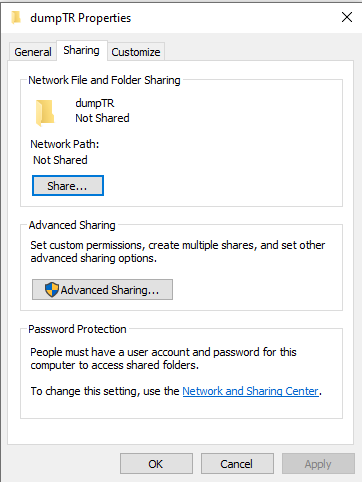 dumpTR Properties
General
Sharing
Customize
Network File and Folder Sharing
dumpTR
Not Shared
Network Path:
Not Shared
Share...
Advanced Sharing
Set custom permissions, create multiple shares, and set other
advanced sharing options.
Advanced Sharing...
Password Protection
People must have a user account and password for this
computer to access shared folders.
To change this setting, use the Network and Sharing Center.
OK
Cancel
Apply